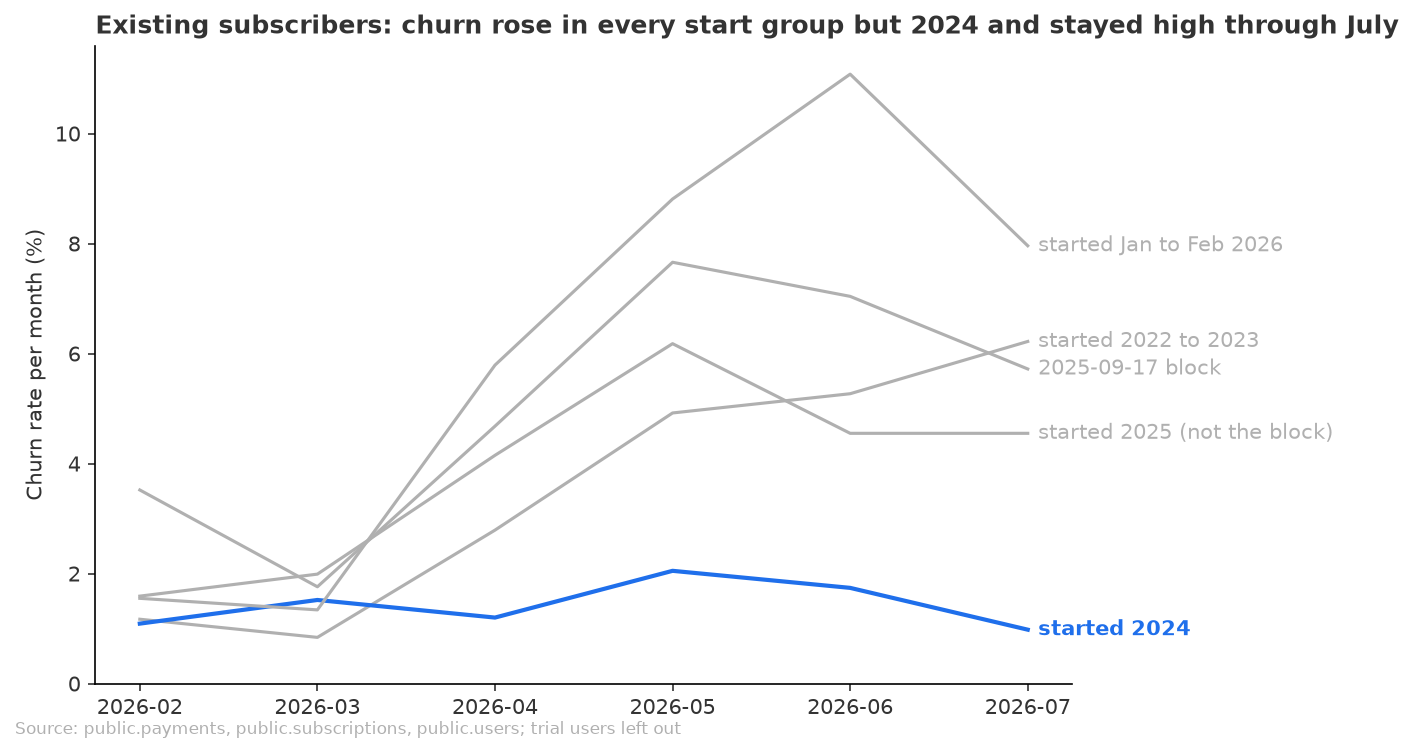 Existing subscribers: churn rose in every start group but 2024 and stayed high through July
Churn rate per month (%)
10
8
6
4
2
0
started Jan to Feb 2026
started 2022 to 2023
2025-09-17 block
started 2025 (not the block)
started 2024
2026-02 2026-03 2026-04 2026-05 2026-06 2026-07
Source: public.payments, public.subscriptions, public.users; trial users left out